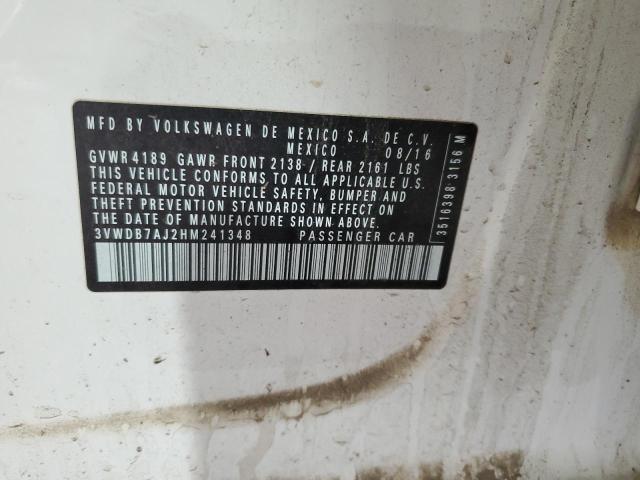 MFD BY VOLKSWAGEN DE MEXICO S.A. DE C.V.
MEXICO 08/16
GVWR 4189 GAWR FRONT 2138 / REAR 2161 LBS
THIS VEHICLE CONFORMS TO ALL APPLICABLE U.S.
FEDERAL MOTOR VEHICLE SAFETY, BUMPER AND
THEFT PREVENTION STANDARDS IN EFFECT ON
THE DATE OF MANUFACTURE SHOWN ABOVE.
3VWDB7AJ2HM241348 PASSENGER CAR
3516398 3156 M